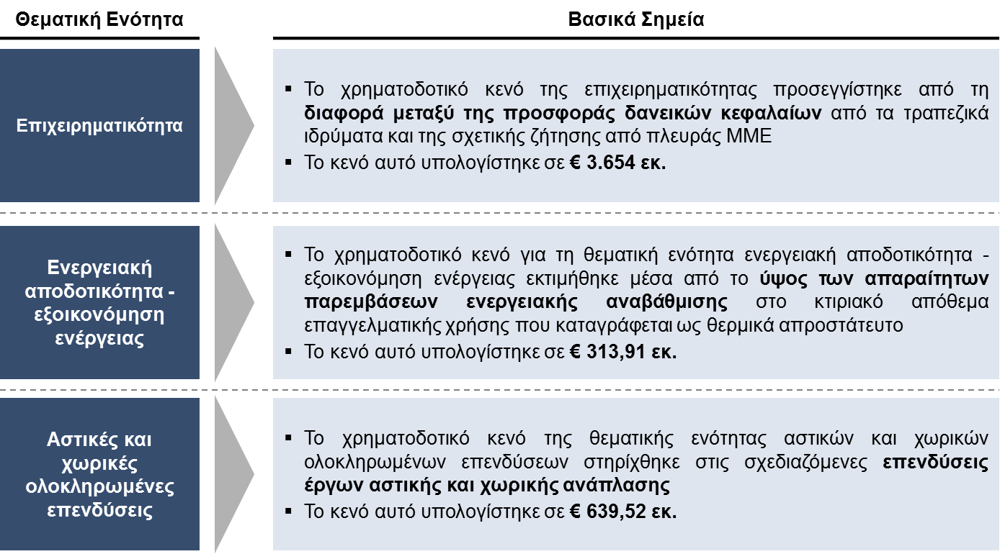 Θεματική Ενότητα
Βασικά Σημεία
Επιχειρηματικότητα
▪ Το χρηματοδοτικό κενό της επιχειρηματικότητας προσεγγίστηκε από τη
διαφορά μεταξύ της προσφοράς δανεικών κεφαλαίων από τα τραπεζικά
ιδρύματα και της σχετικής ζήτησης από πλευράς ΜΜΕ
▪ Το κενό αυτό υπολογίστηκε σε € 3.654 εκ.
Ενεργειακή
αποδοτικότητα -
εξοικονόμηση
ενέργειας
▪ Το χρηματοδοτικό κενό για τη θεματική ενότητα ενεργειακή αποδοτικότητα -
εξοικονόμηση ενέργειας εκτιμήθηκε μέσα από το ύψος των απαραίτητων
παρεμβάσεων ενεργειακής αναβάθμισης στο κτιριακό απόθεμα
επαγγελματικής χρήσης που καταγράφεται ως θερμικά απροστάτευτο
▪ Το κενό αυτό υπολογίστηκε σε € 313,91 εκ.
Αστικές και
χωρικές
ολοκληρωμένες
επενδύσεις
▪ Το χρηματοδοτικό κενό της θεματικής ενότητας αστικών και χωρικών
ολοκληρωμένων επενδύσεων στηρίχθηκε στις σχεδιαζόμενες επενδύσεις
έργων αστικής και χωρικής ανάπλασης
▪ Το κενό αυτό υπολογίστηκε σε € 639,52 εκ.